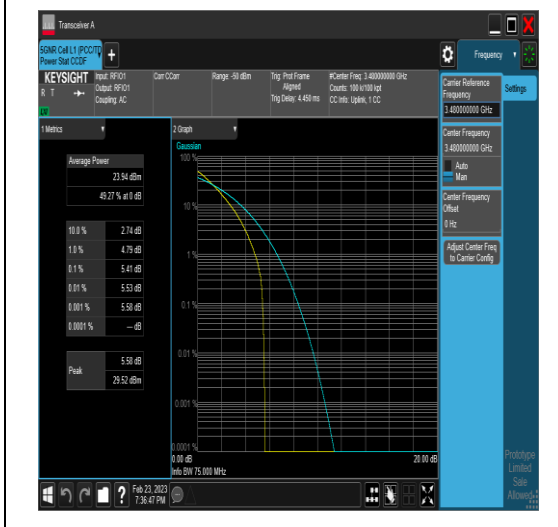 Transceiver A
5GNR Cell L1 (PCC/TD
Power Stat CCDF
+
Frequency
KEYSIGHT
R T
LXI
Input: RFIO1
Output: RFIO1
Coupling: AC
Corr CCorr
Range: -50 dBm
Trig: Prot Frame
Aligned
Trig Delay: 4.450 ms
#Center Freq: 3.480000000 GHz
Counts: 100 k/100 kpt
CC Info: Uplink, 1 CC
Carrier Reference
Frequency
3.480000000 GHz
Settings
Center Frequency
3.480000000 GHz
Auto
Man
Center Frequency
Offset
0 Hz
Adjust Center Freq
to Carrier Config
1 Metrics
Average Power
23.94 dBm
49.27 % at 0 dB
10.0 % 2.74 dB
1.0 % 4.79 dB
0.1 % 5.41 dB
0.01 % 5.53 dB
0.001 % 5.58 dB
0.0001 % --- dB
Peak
5.58 dB
29.52 dBm
2 Graph
Gaussian
100 %
10 %
1 %
0.1 %
0.01 %
0.001 %
0.0001 %
0.00 dB
20.00 dB
Info BW 75.000 MHz
Feb 23, 2023
7:36:47 PM
?
Prototype
Limited
Sale
Allowed